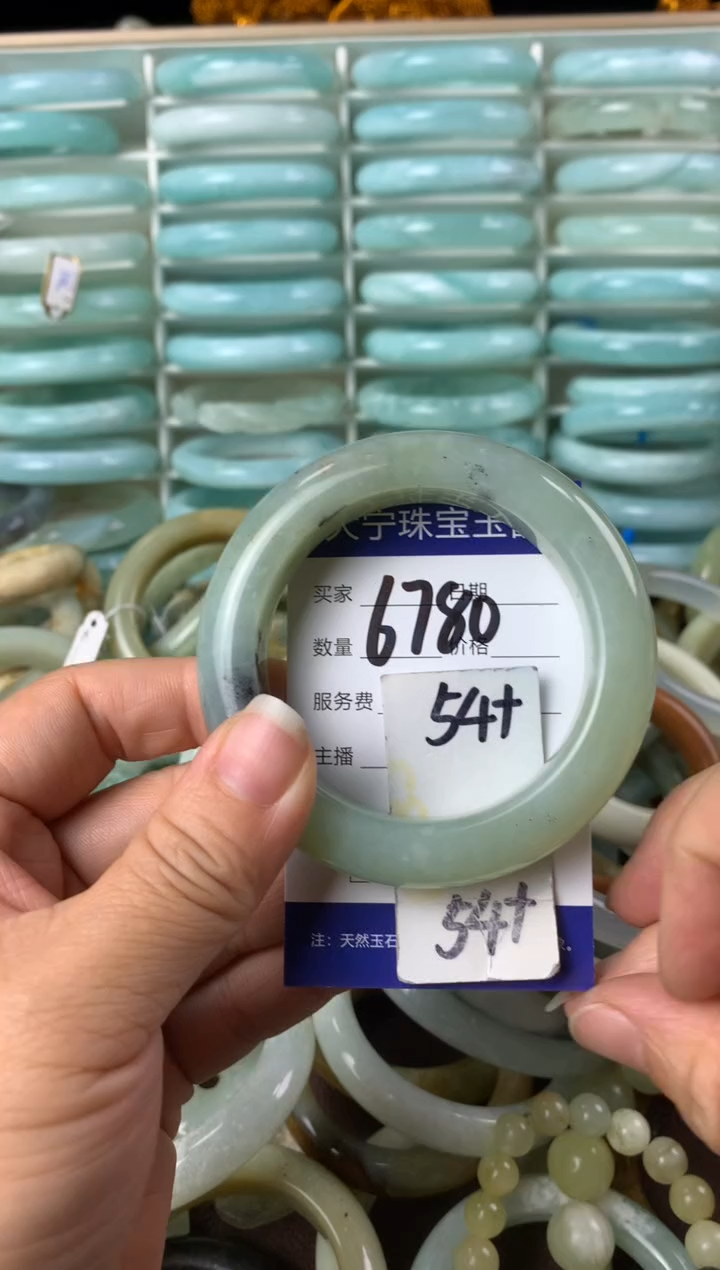 宁珠宝玉
买家 日期
6780
数量 价格
服务费
54+
主播
54+
注：天然玉石